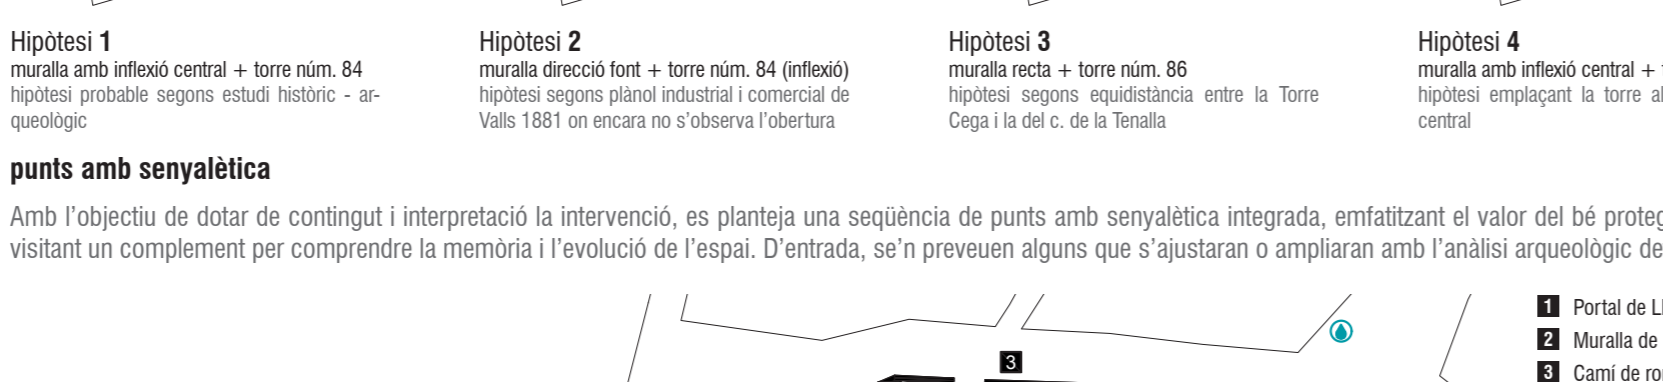 Hipòtesi 1
muralla amb inflexió central + torre núm. 84
hipòtesi probable segons estudi històric - ar-
queològic
Hipòtesi 2
muralla direcció font + torre núm. 84 (inflexió)
hipòtesi segons plànol industrial i comercial de
Valls 1881 on encara no s'observa l'obertura
Hipòtesi 3
muralla recta + torre núm. 86
hipòtesi segons equidistància entre la Torre
Cega i la del c. de la Tenalla
Hipòtesi 4
muralla amb inflexió central +
hipòtesi emplaçant la torre
central
punts amb senyalètica
Amb l'objectiu de dotar de contingut i interpretació la intervenció, es planteja una seqüència de punts amb senyalètica integrada, emfatitzant el valor del bé
visitant un complement per comprendre la memòria i l'evolució de l'espai. D'entrada, se'n preveuen alguns que s'ajustaran o ampliaran amb l'anàlisi arqueològic
1 Portal de
2 Muralla de
3 Camí de
3